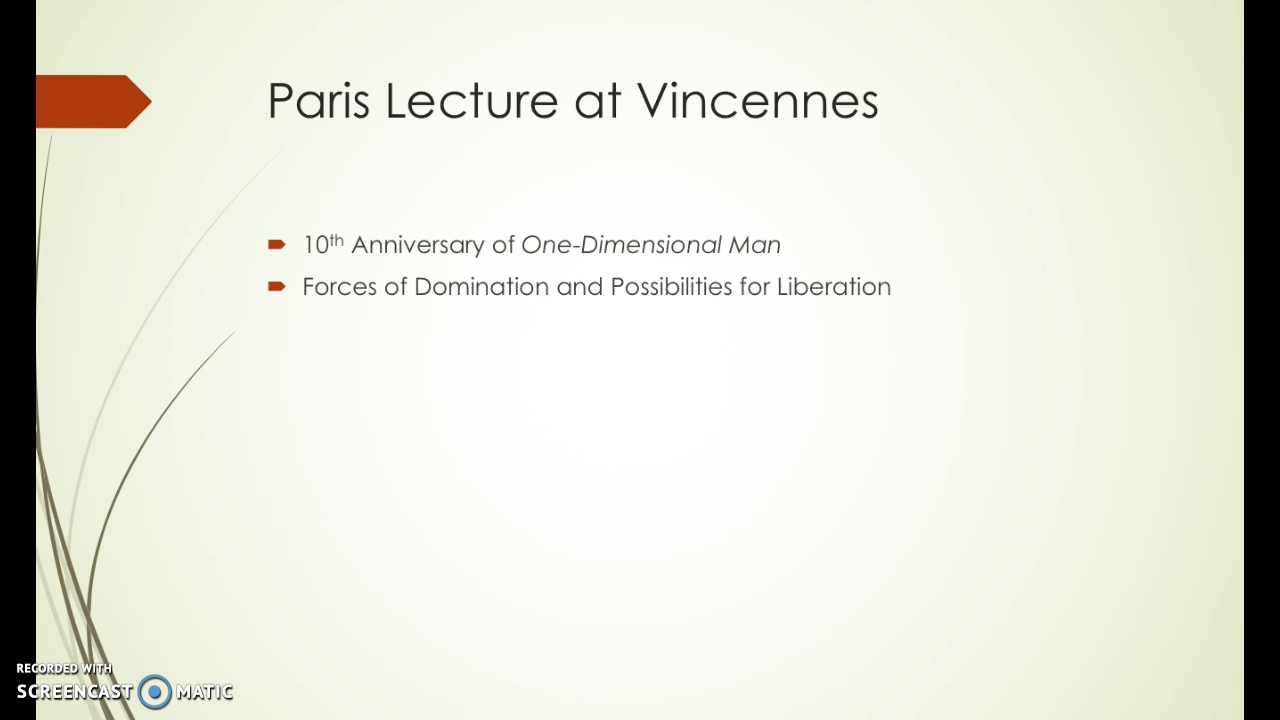 Paris Lecture at Vincennes
10th Anniversary of One-Dimensional Man
Forces of Domination and Possibilities for Liberation
RECORDED WITH
SCREENCAST MATIC